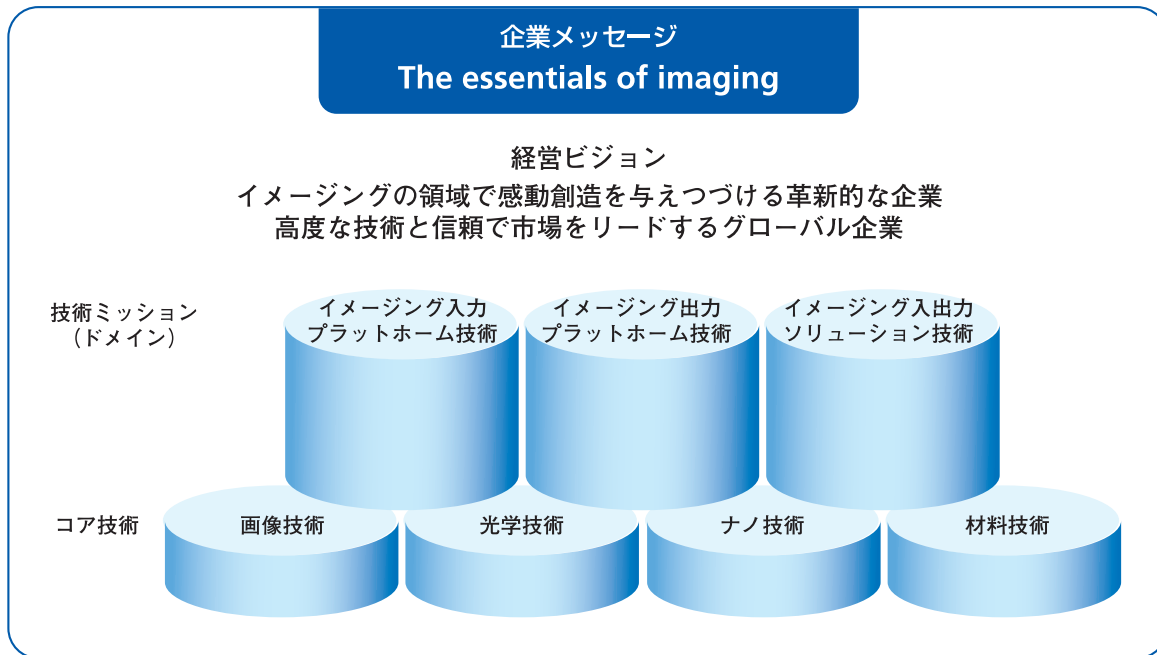 企業メッセージ
The essentials of imaging
経営ビジョン
イメージングの領域で感動創造を与えつづける革新的な企業
高度な技術と信頼で市場をリードするグローバル企業
技術ミッション
（ドメイン）
イメージング入力
プラットホーム技術
イメージング出力
プラットホーム技術
イメージング入出力
ソリューション技術
コア技術
画像技術
光学技術
ナノ技術
材料技術